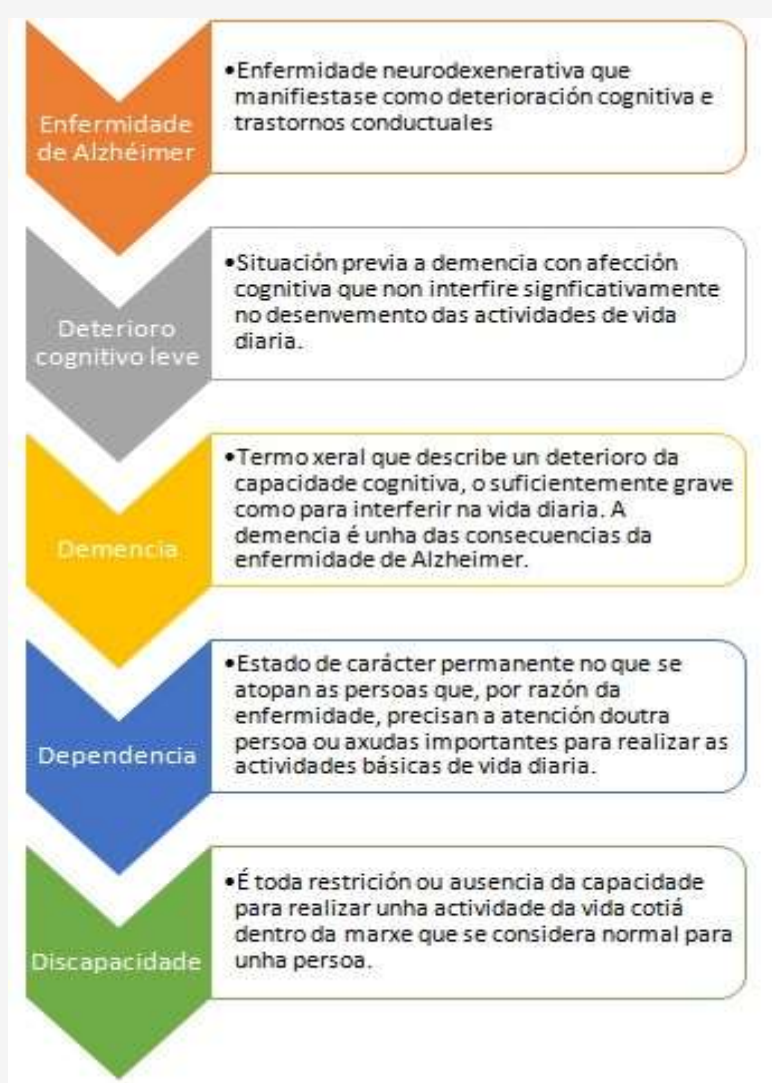 Enfermidade
de Alzhéimer
•Enfermidade neurodexenerativa que
manifiestase como deterioración cognitiva e
trastornos conductuales
Deterioro
cognitivo leve
•Situación previa a demencia con afección
cognitiva que non interfire signficativamente
no desenvemento das actividades de vida
diaria.
Demencia
•Termo xeral que describe un deterioro da
capacidade cognitiva, o suficientemente grave
como para interferir na vida diaria. A
demencia é unha das consecuencias da
enfermidade de Alzheimer.
Dependencia
•Estado de carácter permanente no que se
atopan as persoas que, por razón da
enfermidade, precisan a atención doutra
persoa ou axudas importantes para realizar as
actividades básicas de vida diaria.
Discapacidade
•É toda restrición ou ausencia da capacidade
para realizar unha actividade da vida cotiá
dentro da marxe que se considera normal para
unha persoa.